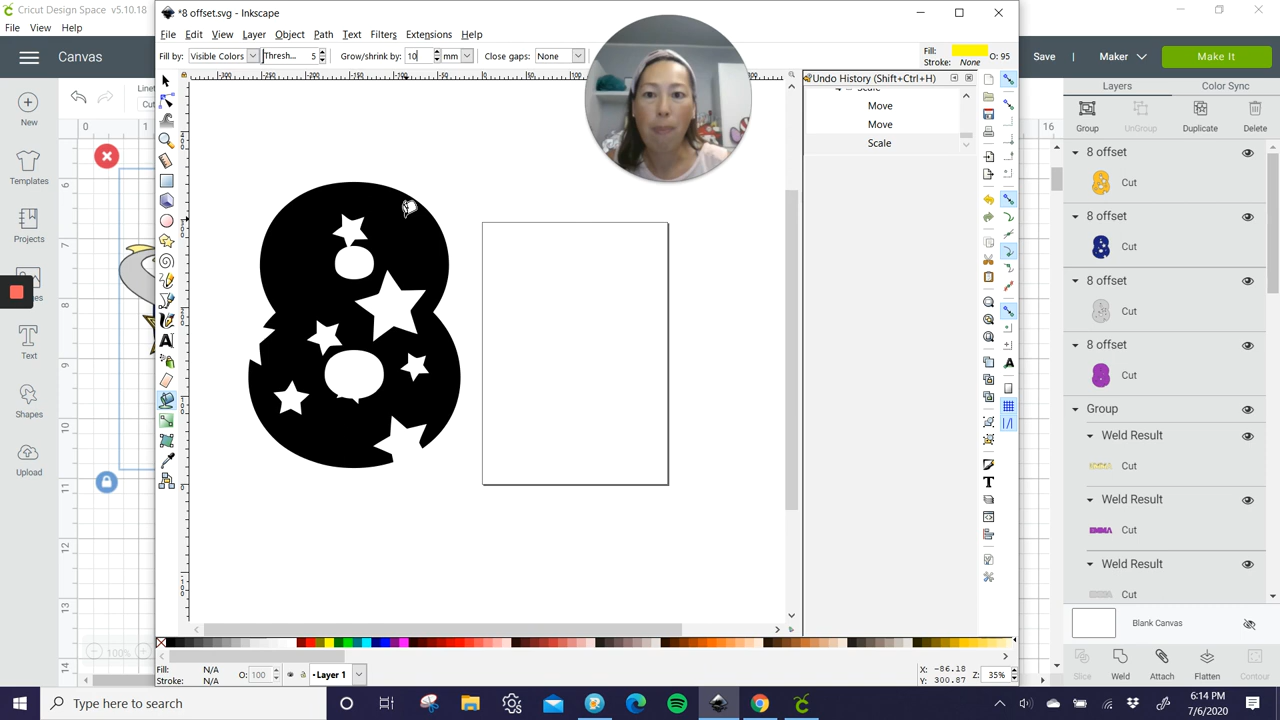 Design Space v5.10.18
File View Help
Canvas
Save
Maker
Make It
New
Templates
Projects
Text
Shapes
Upload
Cut
100%
*8 offset.svg - Inkscape
File Edit View Layer Object Path Text Filters Extensions Help
Fill by: Visible Colors Thresh... 5 Grow/shrink by: 10 mm Close gaps: None
Fill:
Stroke: None
O: 95
Undo History (Shift+Ctrl+H)
Move
Move
Scale
Fill: N/A
Stroke: N/A
O: 100
Layer 1
X: -86.18
Y: 300.87
Z: 35%
Layers Color Sync
Group UnGroup Duplicate Delete
8 offset
Cut
8 offset
Cut
8 offset
Cut
8 offset
Cut
Group
Weld Result
EMMA Cut
Weld Result
EMMA Cut
Weld Result
Cut
Blank Canvas
Slice Weld Attach Flatten Contour
Type here to search
6:14 PM
7/6/2020